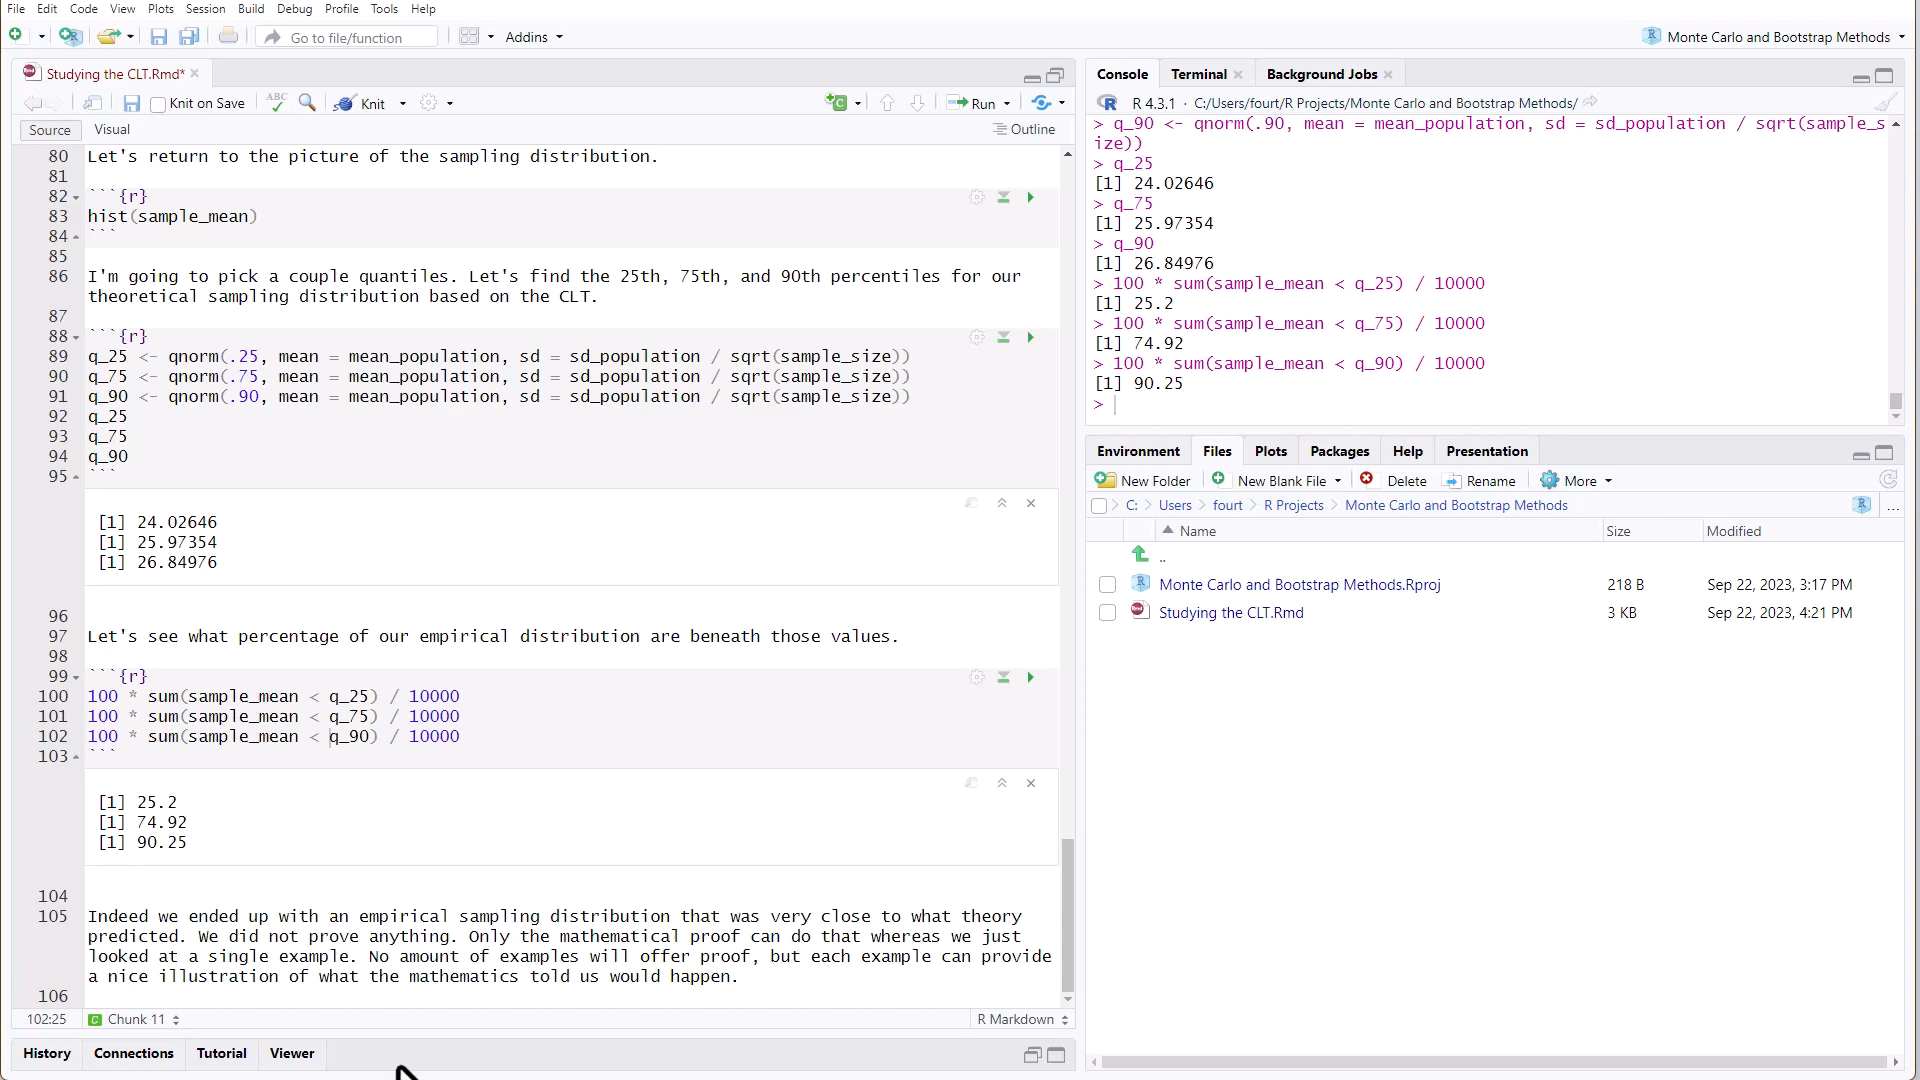 File Edit Code View Plots Session Build Debug Profile Tools Help
Go to file/function Addins Monte Carlo and Bootstrap Methods
Studying the CLT.Rmd*
Knit on Save ABC Knit Run
Source Visual Outline
80 Let's return to the picture of the sampling distribution.
81
82 ```{r}
83 hist(sample_mean)
84 ```
85
86 I'm going to pick a couple quantiles. Let's find the 25th, 75th, and 90th percentiles for our
theoretical sampling distribution based on the CLT.
87
88 ```{r}
89 q_25 <- qnorm(.25, mean = mean_population, sd = sd_population / sqrt(sample_size))
90 q_75 <- qnorm(.75, mean = mean_population, sd = sd_population / sqrt(sample_size))
91 q_90 <- qnorm(.90, mean = mean_population, sd = sd_population / sqrt(sample_size))
92 q_25
93 q_75
94 q_90
95 ```
[1] 24.02646
[1] 25.97354
[1] 26.84976
96
97 Let's see what percentage of our empirical distribution are beneath those values.
98
99 ```{r}
100 100 * sum(sample_mean < q_25) / 10000
101 100 * sum(sample_mean < q_75) / 10000
102 100 * sum(sample_mean < q_90) / 10000
103 ```
[1] 25.2
[1] 74.92
[1] 90.25
104
105 Indeed we ended up with an empirical sampling distribution that was very close to what theory
predicted. We did not prove anything. Only the mathematical proof can do that whereas we just
looked at a single example. No amount of examples will offer proof, but each example can provide
a nice illustration of what the mathematics told us would happen.
106
102:25 Chunk 11 R Markdown
History Connections Tutorial Viewer
Console Terminal Background Jobs
R 4.3.1 · C:/Users/fourt/R Projects/Monte Carlo and Bootstrap Methods/
> q_90 <- qnorm(.90, mean = mean_population, sd = sd_population / sqrt(sample_s
ize))
> q_25
[1] 24.02646
> q_75
[1] 25.97354
> q_90
[1] 26.84976
> 100 * sum(sample_mean < q_25) / 10000
[1] 25.2
> 100 * sum(sample_mean < q_75) / 10000
[1] 74.92
> 100 * sum(sample_mean < q_90) / 10000
[1] 90.25
>
Environment Files Plots Packages Help Presentation
New Folder New Blank File Delete Rename More
C: Users fourt R Projects Monte Carlo and Bootstrap Methods ...
Name Size Modified
..
Monte Carlo and Bootstrap Methods.Rproj 218 B Sep 22, 2023, 3:17 PM
Studying the CLT.Rmd 3 KB Sep 22, 2023, 4:21 PM